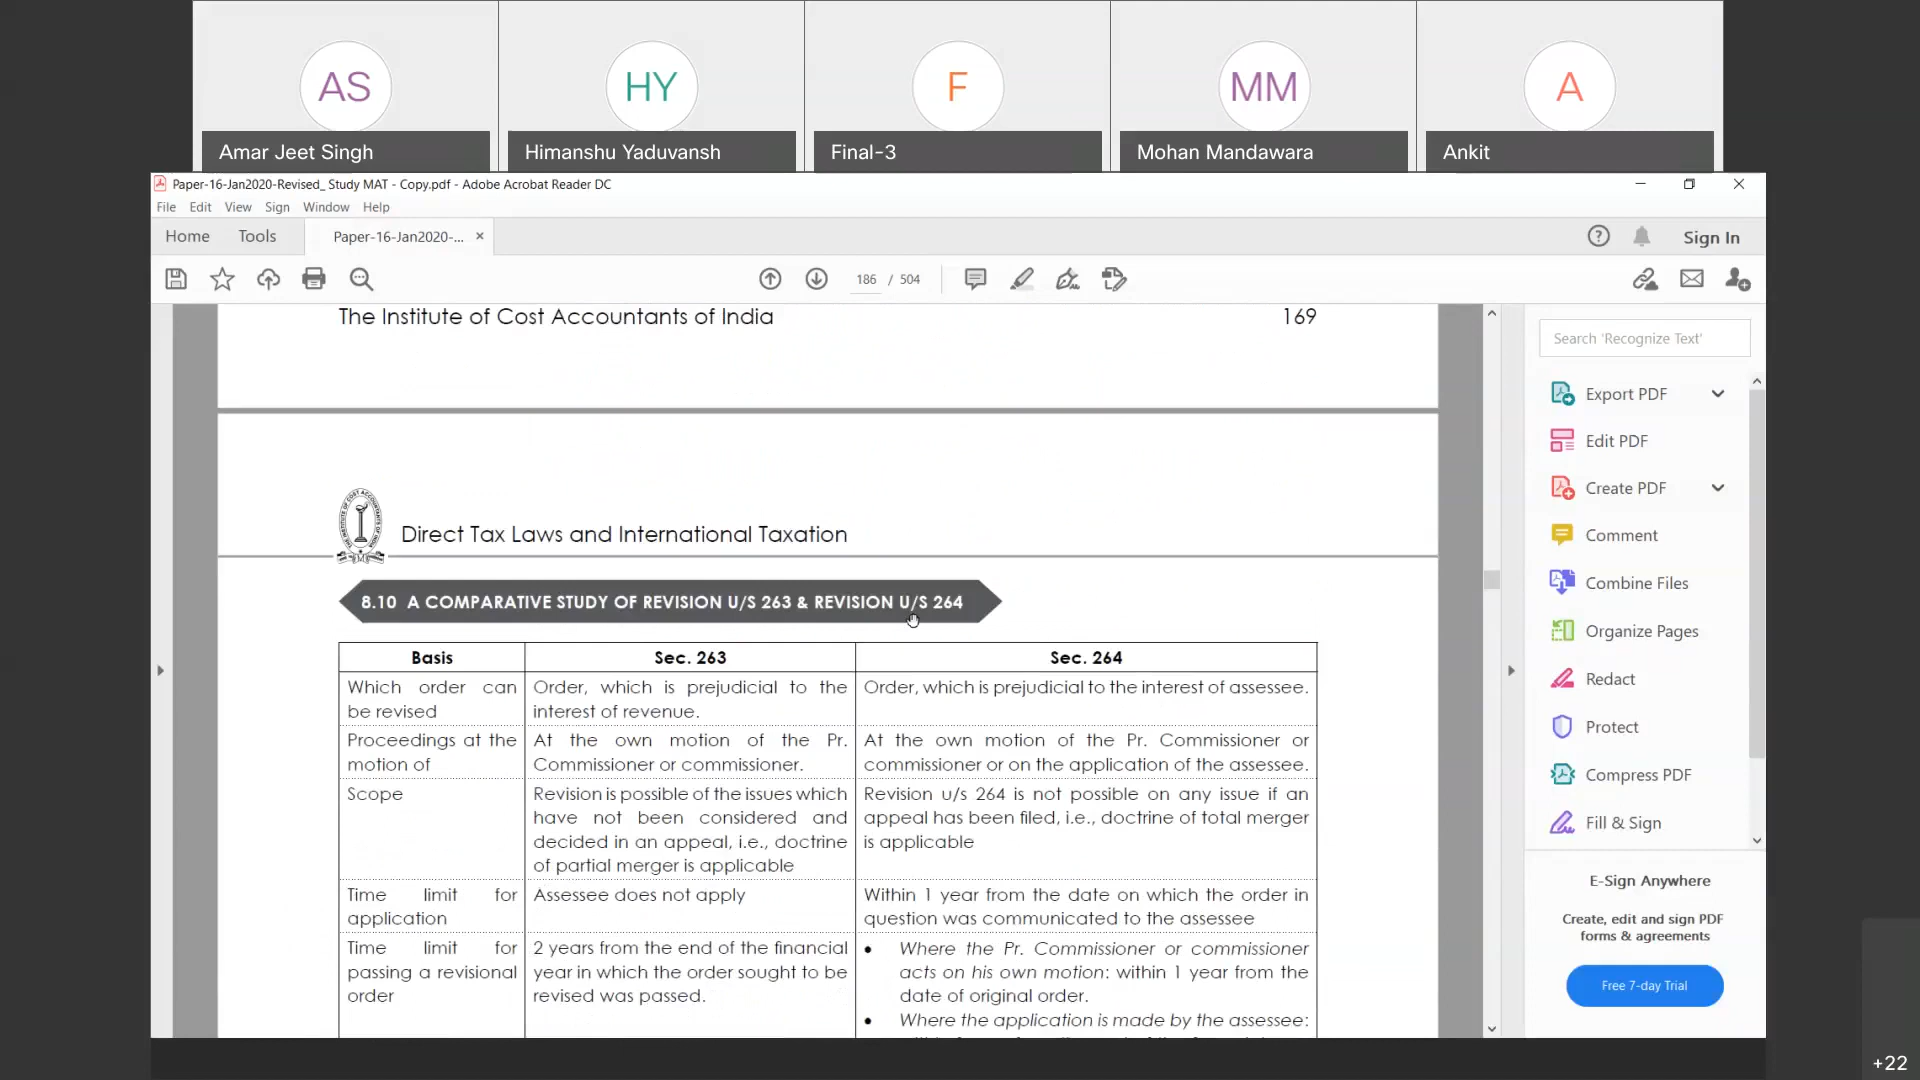 AS
HY
F
MM
A
Amar Jeet Singh
Himanshu Yaduvansh
Final-3
Mohan Mandawara
Ankit
Paper-16-Jan2020-Revised_ Study MAT - Copy.pdf - Adobe Acrobat Reader DC
File Edit View Sign Window Help
Home Tools Paper-16-Jan2020-... × Sign In
186 / 504
The Institute of Cost Accountants of India 169
Direct Tax Laws and International Taxation
8.10 A COMPARATIVE STUDY OF REVISION U/S 263 & REVISION U/S 264
Basis Sec. 263 Sec. 264
Which order can be revised
Order, which is prejudicial to the
interest of revenue.
Order, which is prejudicial to the interest of assessee.
Proceedings at the
motion of
At the own motion of the Pr.
Commissioner or commissioner.
At the own motion of the Pr. Commissioner or
commissioner or on the application of the assessee.
Scope
Revision is possible of the issues which
have not been considered and
decided in an appeal, i.e., doctrine
of partial merger is applicable
Revision u/s 264 is not possible on any issue if an
appeal has been filed, i.e., doctrine of total merger
is applicable
Time limit for
application
Assessee does not apply
Within 1 year from the date on which the order in
question was communicated to the assessee
Time limit for
passing a revisional
order
2 years from the end of the financial
year in which the order sought to be
revised was passed.
• Where the Pr. Commissioner or commissioner
acts on his own motion: within 1 year from the
date of original order.
• Where the application is made by the assessee:
Search 'Recognize Text'
Export PDF
Edit PDF
Create PDF
Comment
Combine Files
Organize Pages
Redact
Protect
Compress PDF
Fill & Sign
E-Sign Anywhere
Create, edit and sign PDF
forms & agreements
Free 7-day Trial
+22